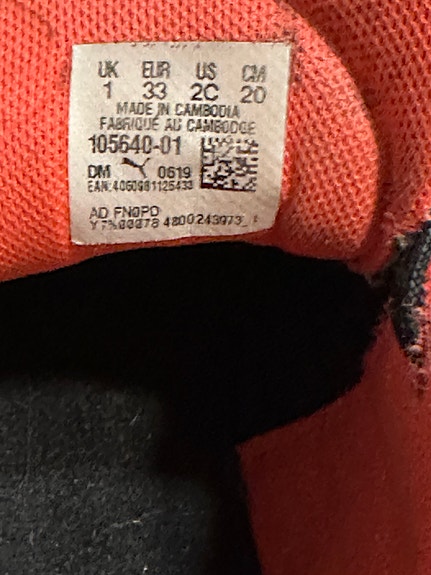 UK EUR US CM
1 33 2C 20
MADE IN CAMBODIA
FABRIQUÉ AU CAMBODGE
105640-01
DM 0619
EAN:4060981125433
AD FN0PD